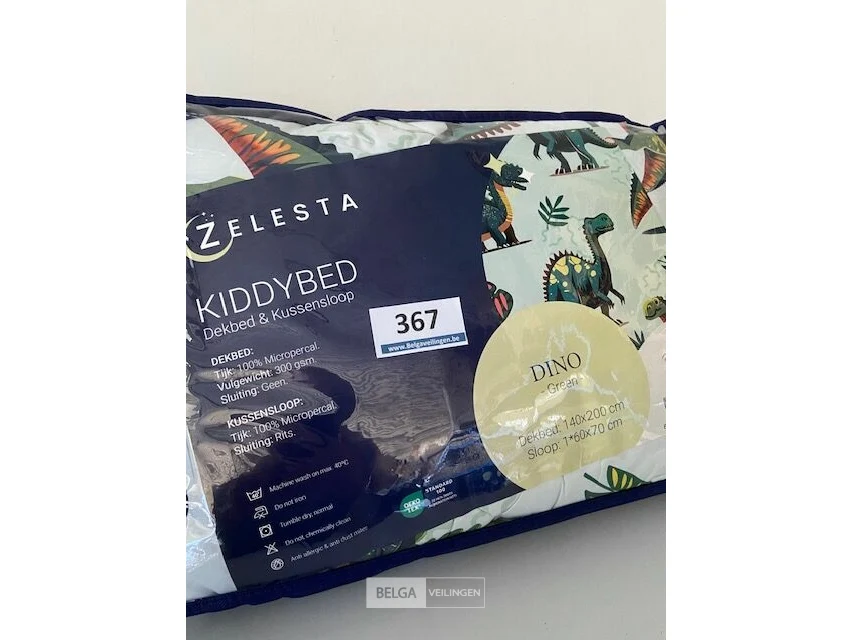 ZELESTA
KIDDYBED
Dekbed & Kussensloop
DEKBED:
Tijk: 100% Micropercal.
Vulgewicht: 300 gsm.
Sluiting: Geen.
KUSSENSLOOP:
Tijk: 100% Micropercal.
Sluiting: Rits.
Machine wash on max. 40°C
Do not iron
Tumble dry, normal
Do not, chemically clean
Anti allergic & anti dust mites
367
www.Belgaveilingen.be
DINO
- Green -
Dekbed: 140x200 cm
Sloop: 1*60x70 cm
OEKO
TEX
STANDARD
100
BELGA VEILINGEN